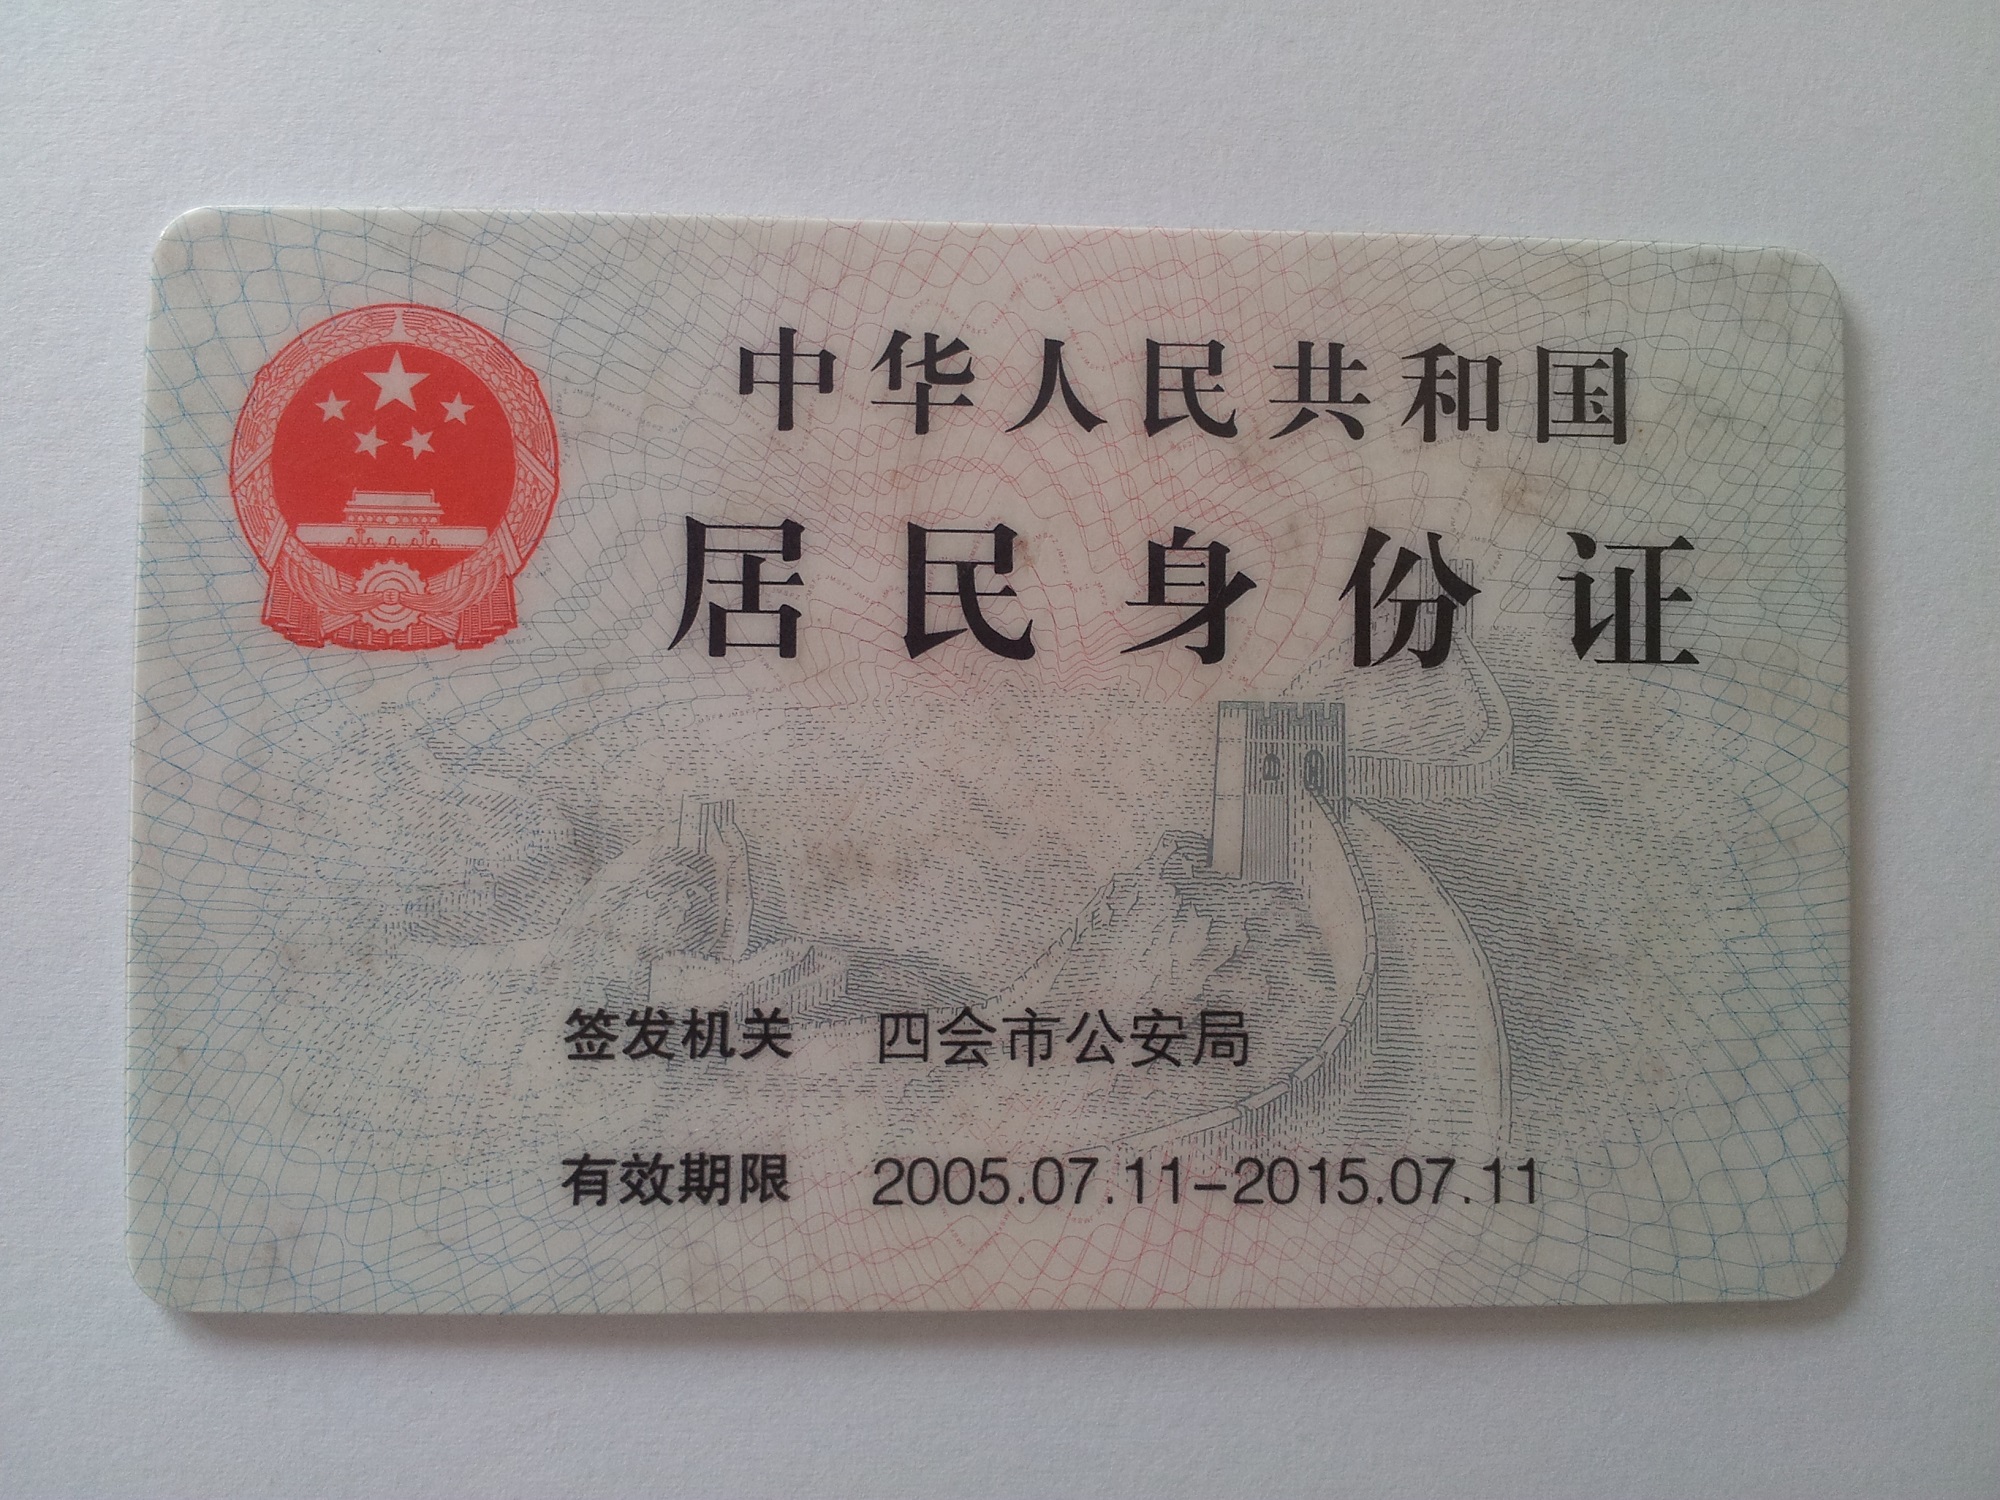 中华人民共和国
居民身份证
签发机关 四会市公安局
有效期限 2005.07.11-2015.07.11